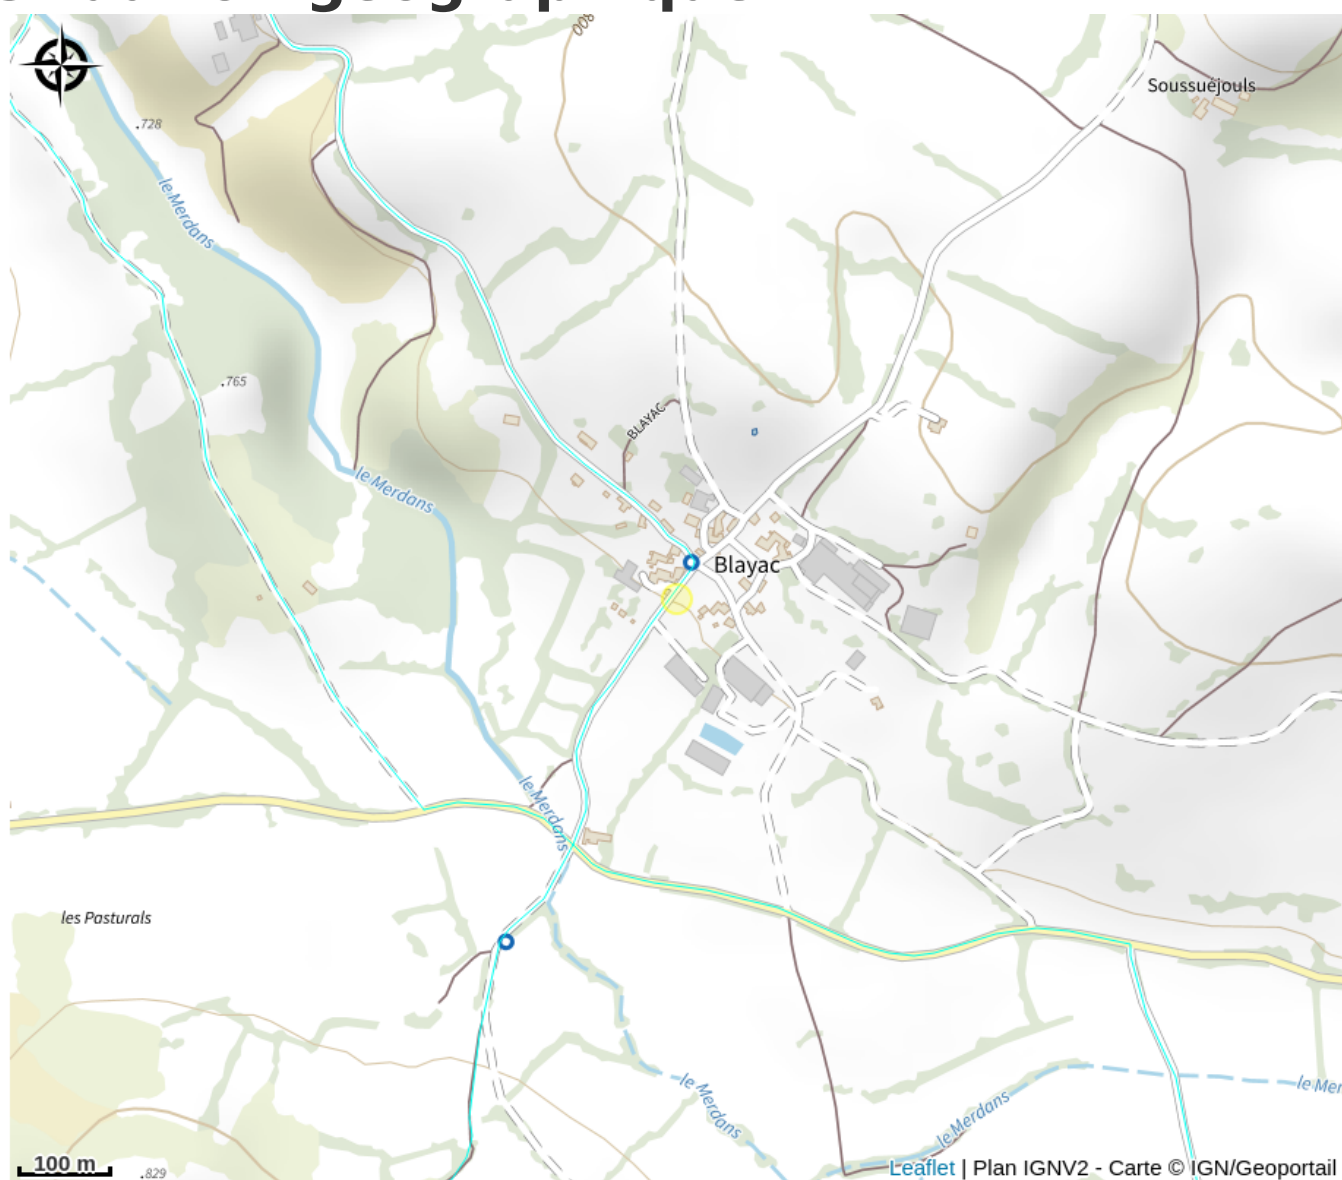 800
Soussuéjouls
.728
le Merdans
.765
BLAYAC
le Merdans
Blayac
le Merdans
les Pasturals
le Merdans
le Mer
le Merdans
100 m
.829
Leaflet | Plan IGNV2 - Carte © IGN/Geoportail